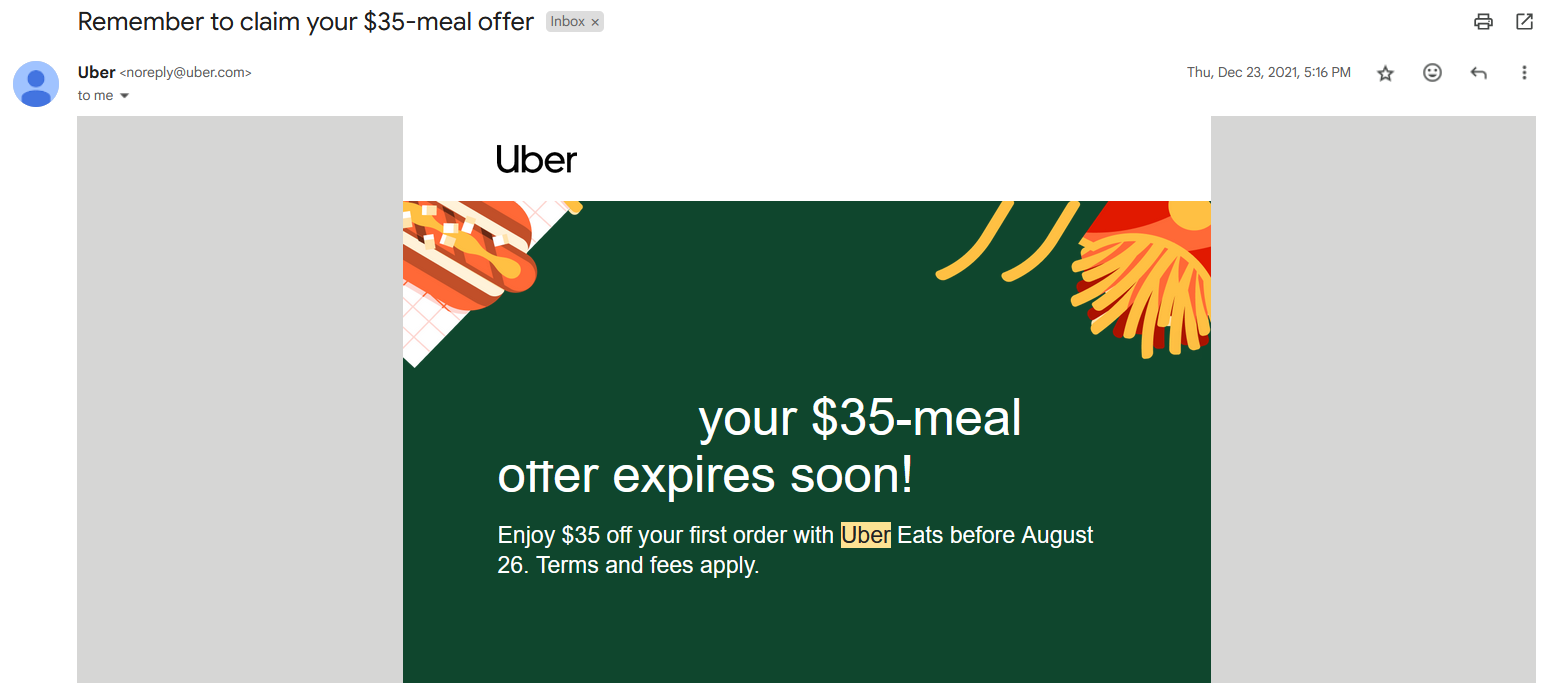 Remember to claim your $35-meal offer Inbox ×
Uber <noreply@uber.com> Thu, Dec 23, 2021, 5:16 PM
to me
Uber
your $35-meal
otter expires soon!
Enjoy $35 off your first order with Uber Eats before August
26. Terms and fees apply.